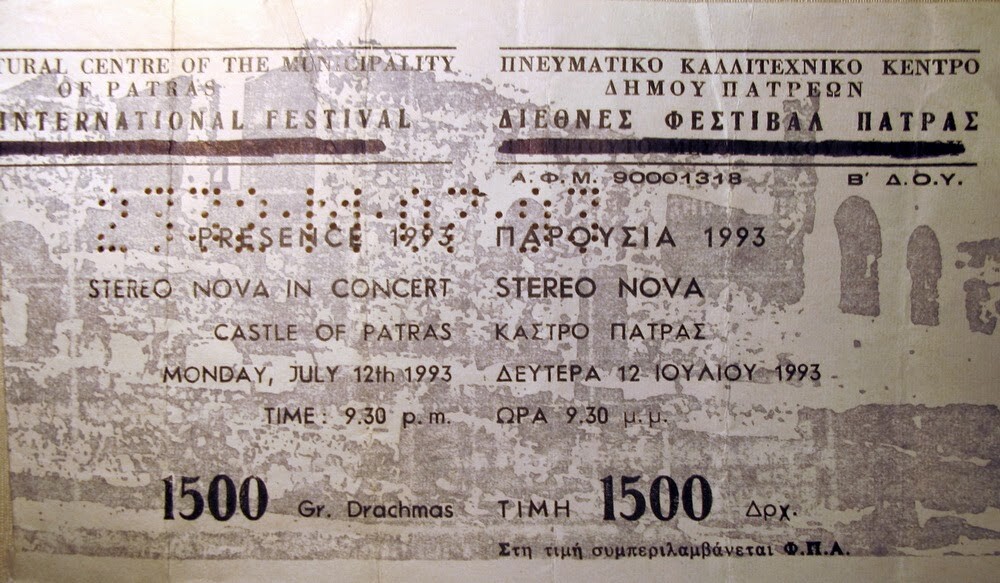 TURAL CENTRE OF THE MUNICIPALITY
OF PATRAS
INTERNATIONAL FESTIVAL
PRESENCE 1993
STEREO NOVA IN CONCERT
CASTLE OF PATRAS
MONDAY, JULY 12th 1993
TIME: 9.30 p.m.
1500 Gr. Drachmas
ΠΝΕΥΜΑΤΙΚΟ ΚΑΛΛΙΤΕΧΝΙΚΟ ΚΕΝΤΡΟ
ΔΗΜΟΥ ΠΑΤΡΕΩΝ
ΔΙΕΘΝΕΣ ΦΕΣΤΙΒΑΛ ΠΑΤΡΑΣ
Α.Φ.Μ. 90001318 Β' Δ.Ο.Υ.
ΠΑΡΟΥΣΙΑ 1993
STEREO NOVA
ΚΑΣΤΡΟ ΠΑΤΡΑΣ
ΔΕΥΤΕΡΑ 12 ΙΟΥΛΙΟΥ 1993
ΩΡΑ 9.30 μ.μ.
ΤΙΜΗ 1500 Δρχ.
Στη τιμή συμπεριλαμβάνεται Φ.Π.Α.